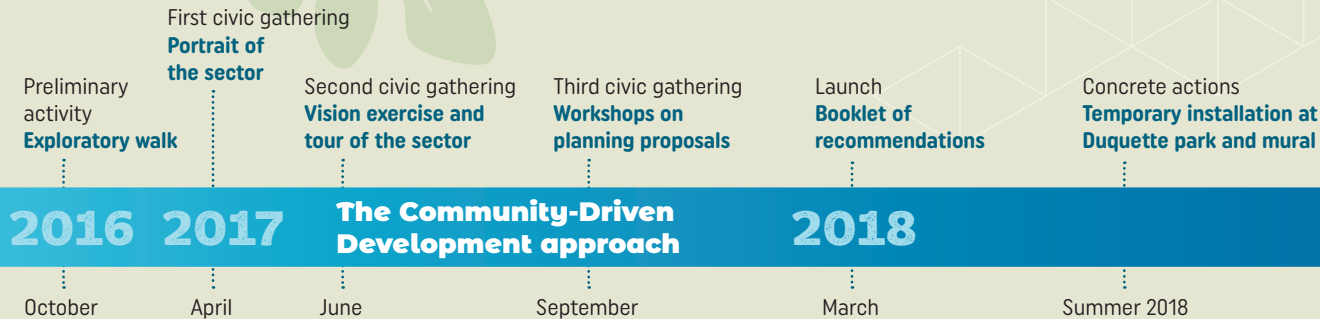 First civic gathering
Portrait of
the sector
Preliminary
activity
Exploratory walk
Second civic gathering
Vision exercise and
tour of the sector
Third civic gathering
Workshops on
planning proposals
Launch
Booklet of
recommendations
Concrete actions
Temporary installation at
Duquette park and mural
2016
2017
The Community-Driven
Development approach
2018
October
April
June
September
March
Summer 2018